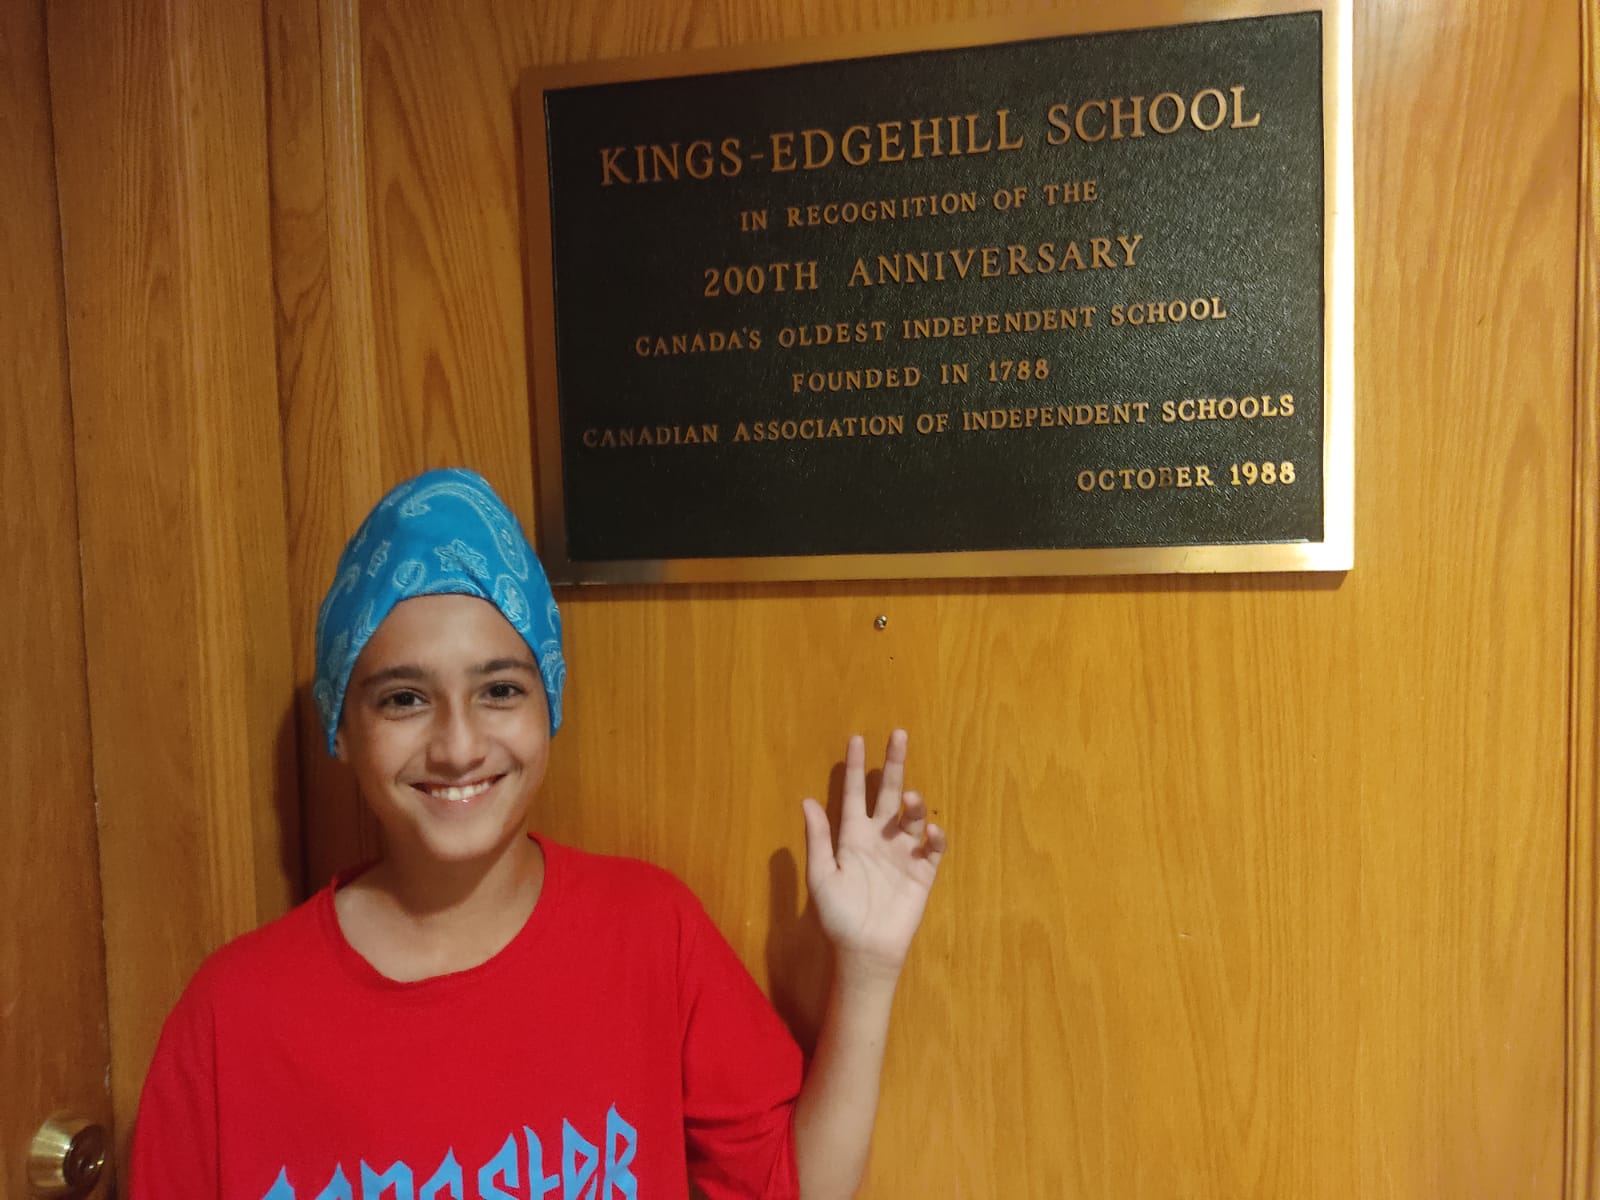 KINGS-EDGEHILL SCHOOL
IN RECOGNITION OF THE
200TH ANNIVERSARY
CANADA'S OLDEST INDEPENDENT SCHOOL
FOUNDED IN 1788
CANADIAN ASSOCIATION OF INDEPENDENT SCHOOLS
OCTOBER 1988